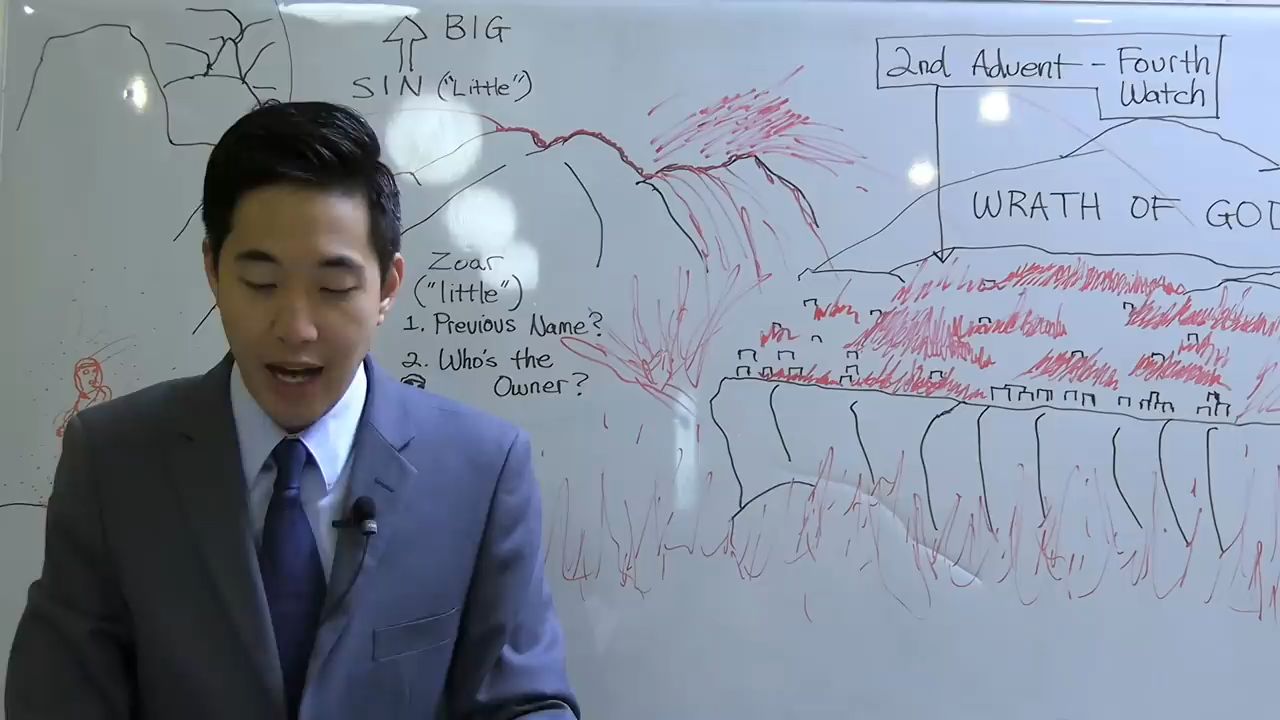 BIG
SIN ("Little")
Zoar
("little")
1. Previous Name?
2. Who's the
Owner?
2nd Advent - Fourth
Watch
WRATH OF GOD